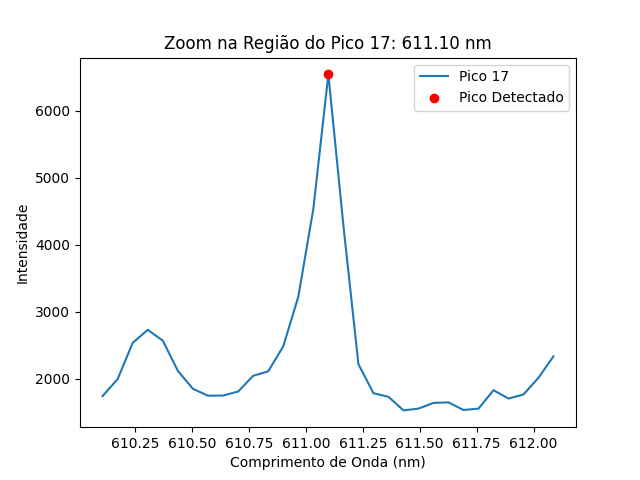 Zoom na Região do Pico 17: 611.10 nm
Pico 17
Pico Detectado
Intensidade
6000
5000
4000
3000
2000
610.25 610.50 610.75 611.00 611.25 611.50 611.75 612.00
Comprimento de Onda (nm)